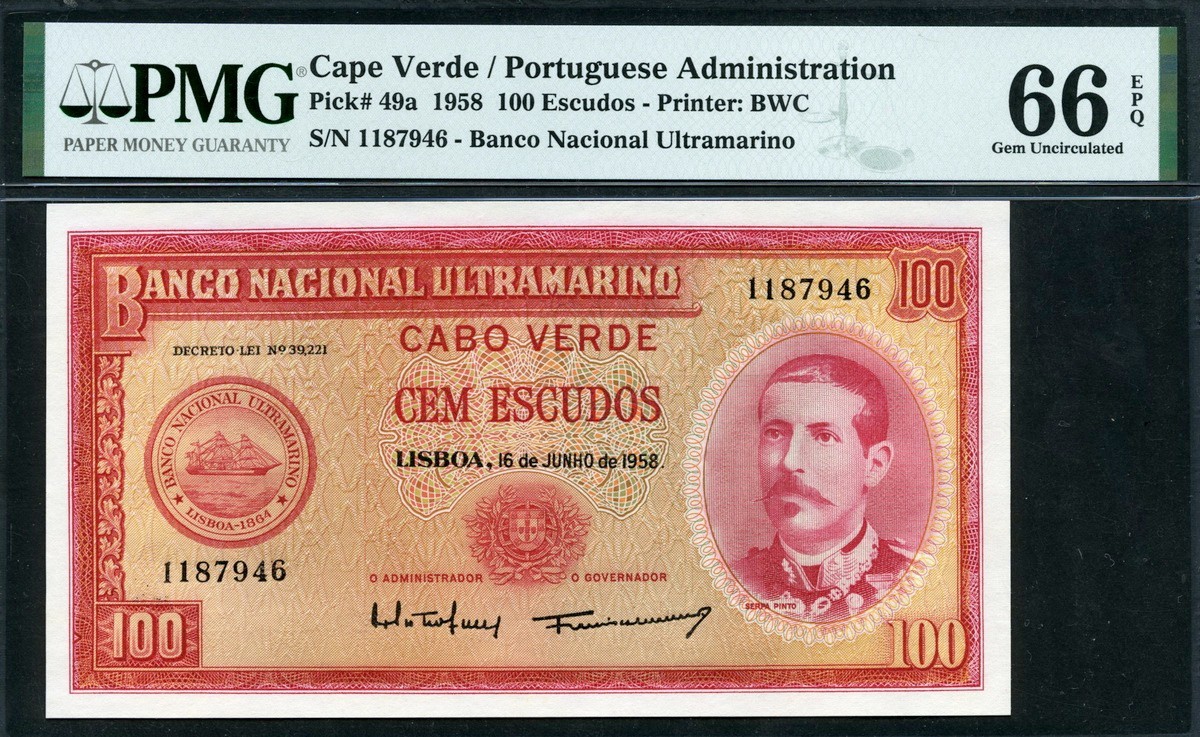 PMG®
PAPER MONEY GUARANTY
Cape Verde / Portuguese Administration
Pick# 49a 1958 100 Escudos - Printer: BWC
S/N 1187946 - Banco Nacional Ultramarino
66 EPQ
Gem Uncirculated
BANCO NACIONAL ULTRAMARINO
1187946
100
CABO VERDE
DECRETO-LEI Nº 39,221
CEM ESCUDOS
BANCO NACIONAL ULTRAMARINO
LISBOA-1864
LISBOA, 16 de JUNHO de 1958.
1187946
O ADMINISTRADOR
O GOVERNADOR
SERPA PINTO
100
100